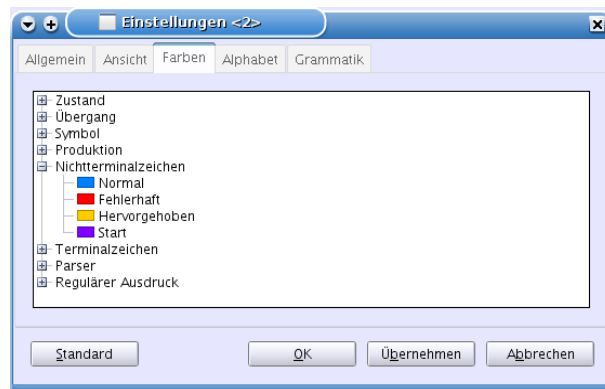 Einstellungen <2>
Allgemein Ansicht Farben Alphabet Grammatik
Zustand
Übergang
Symbol
Produktion
Nichtterminalzeichen
Normal
Fehlerhaft
Hervorgehoben
Start
Terminalzeichen
Parser
Regulärer Ausdruck
Standard OK Übernehmen Abbrechen